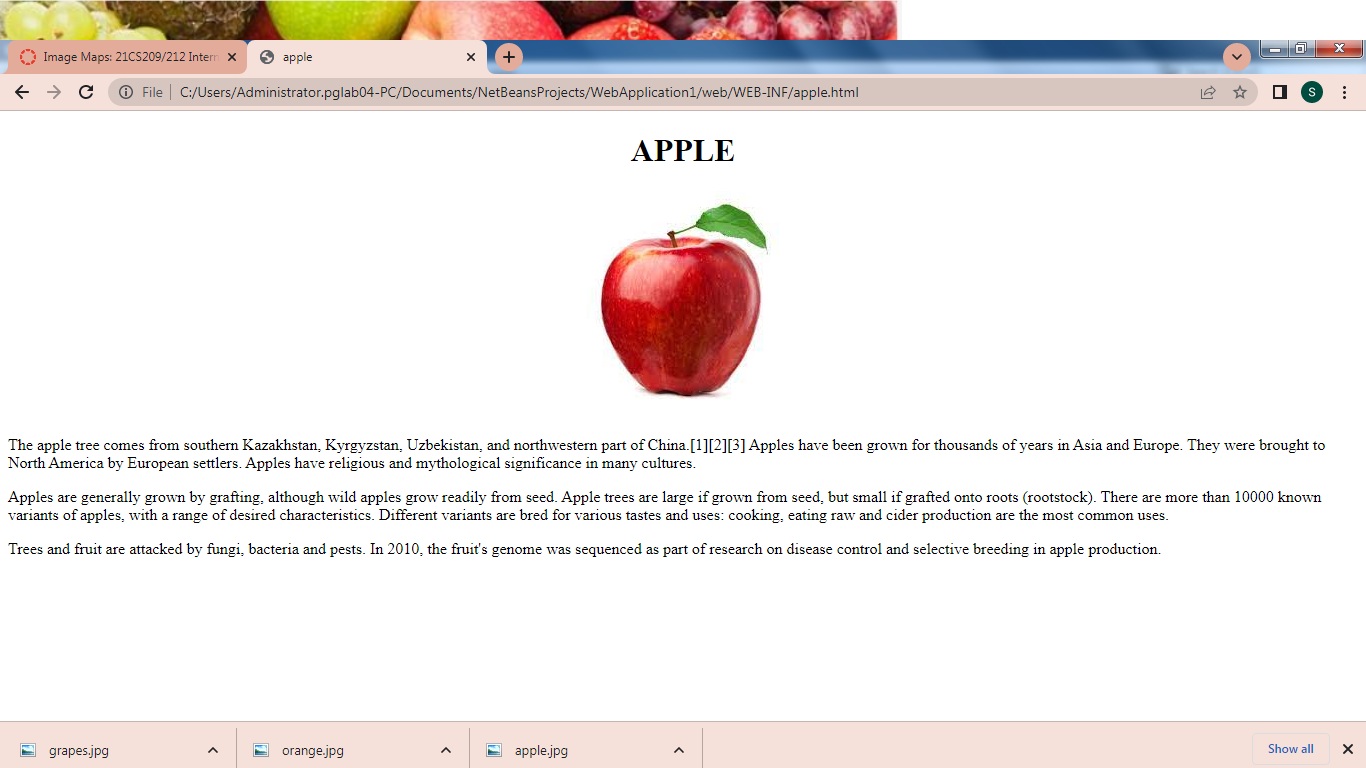 Image Maps: 21CS209/212 Intern
apple
File
C:/Users/Administrator.pglab04-PC/Documents/NetBeansProjects/WebApplication1/web/WEB-INF/apple.html
S
APPLE
The apple tree comes from southern Kazakhstan, Kyrgyzstan, Uzbekistan, and northwestern part of China.[1][2][3] Apples have been grown for thousands of years in Asia and Europe. They were brought to
North America by European settlers. Apples have religious and mythological significance in many cultures.
Apples are generally grown by grafting, although wild apples grow readily from seed. Apple trees are large if grown from seed, but small if grafted onto roots (rootstock). There are more than 10000 known
variants of apples, with a range of desired characteristics. Different variants are bred for various tastes and uses: cooking, eating raw and cider production are the most common uses.
Trees and fruit are attacked by fungi, bacteria and pests. In 2010, the fruit's genome was sequenced as part of research on disease control and selective breeding in apple production.
grapes.jpg
orange.jpg
apple.jpg
Show all